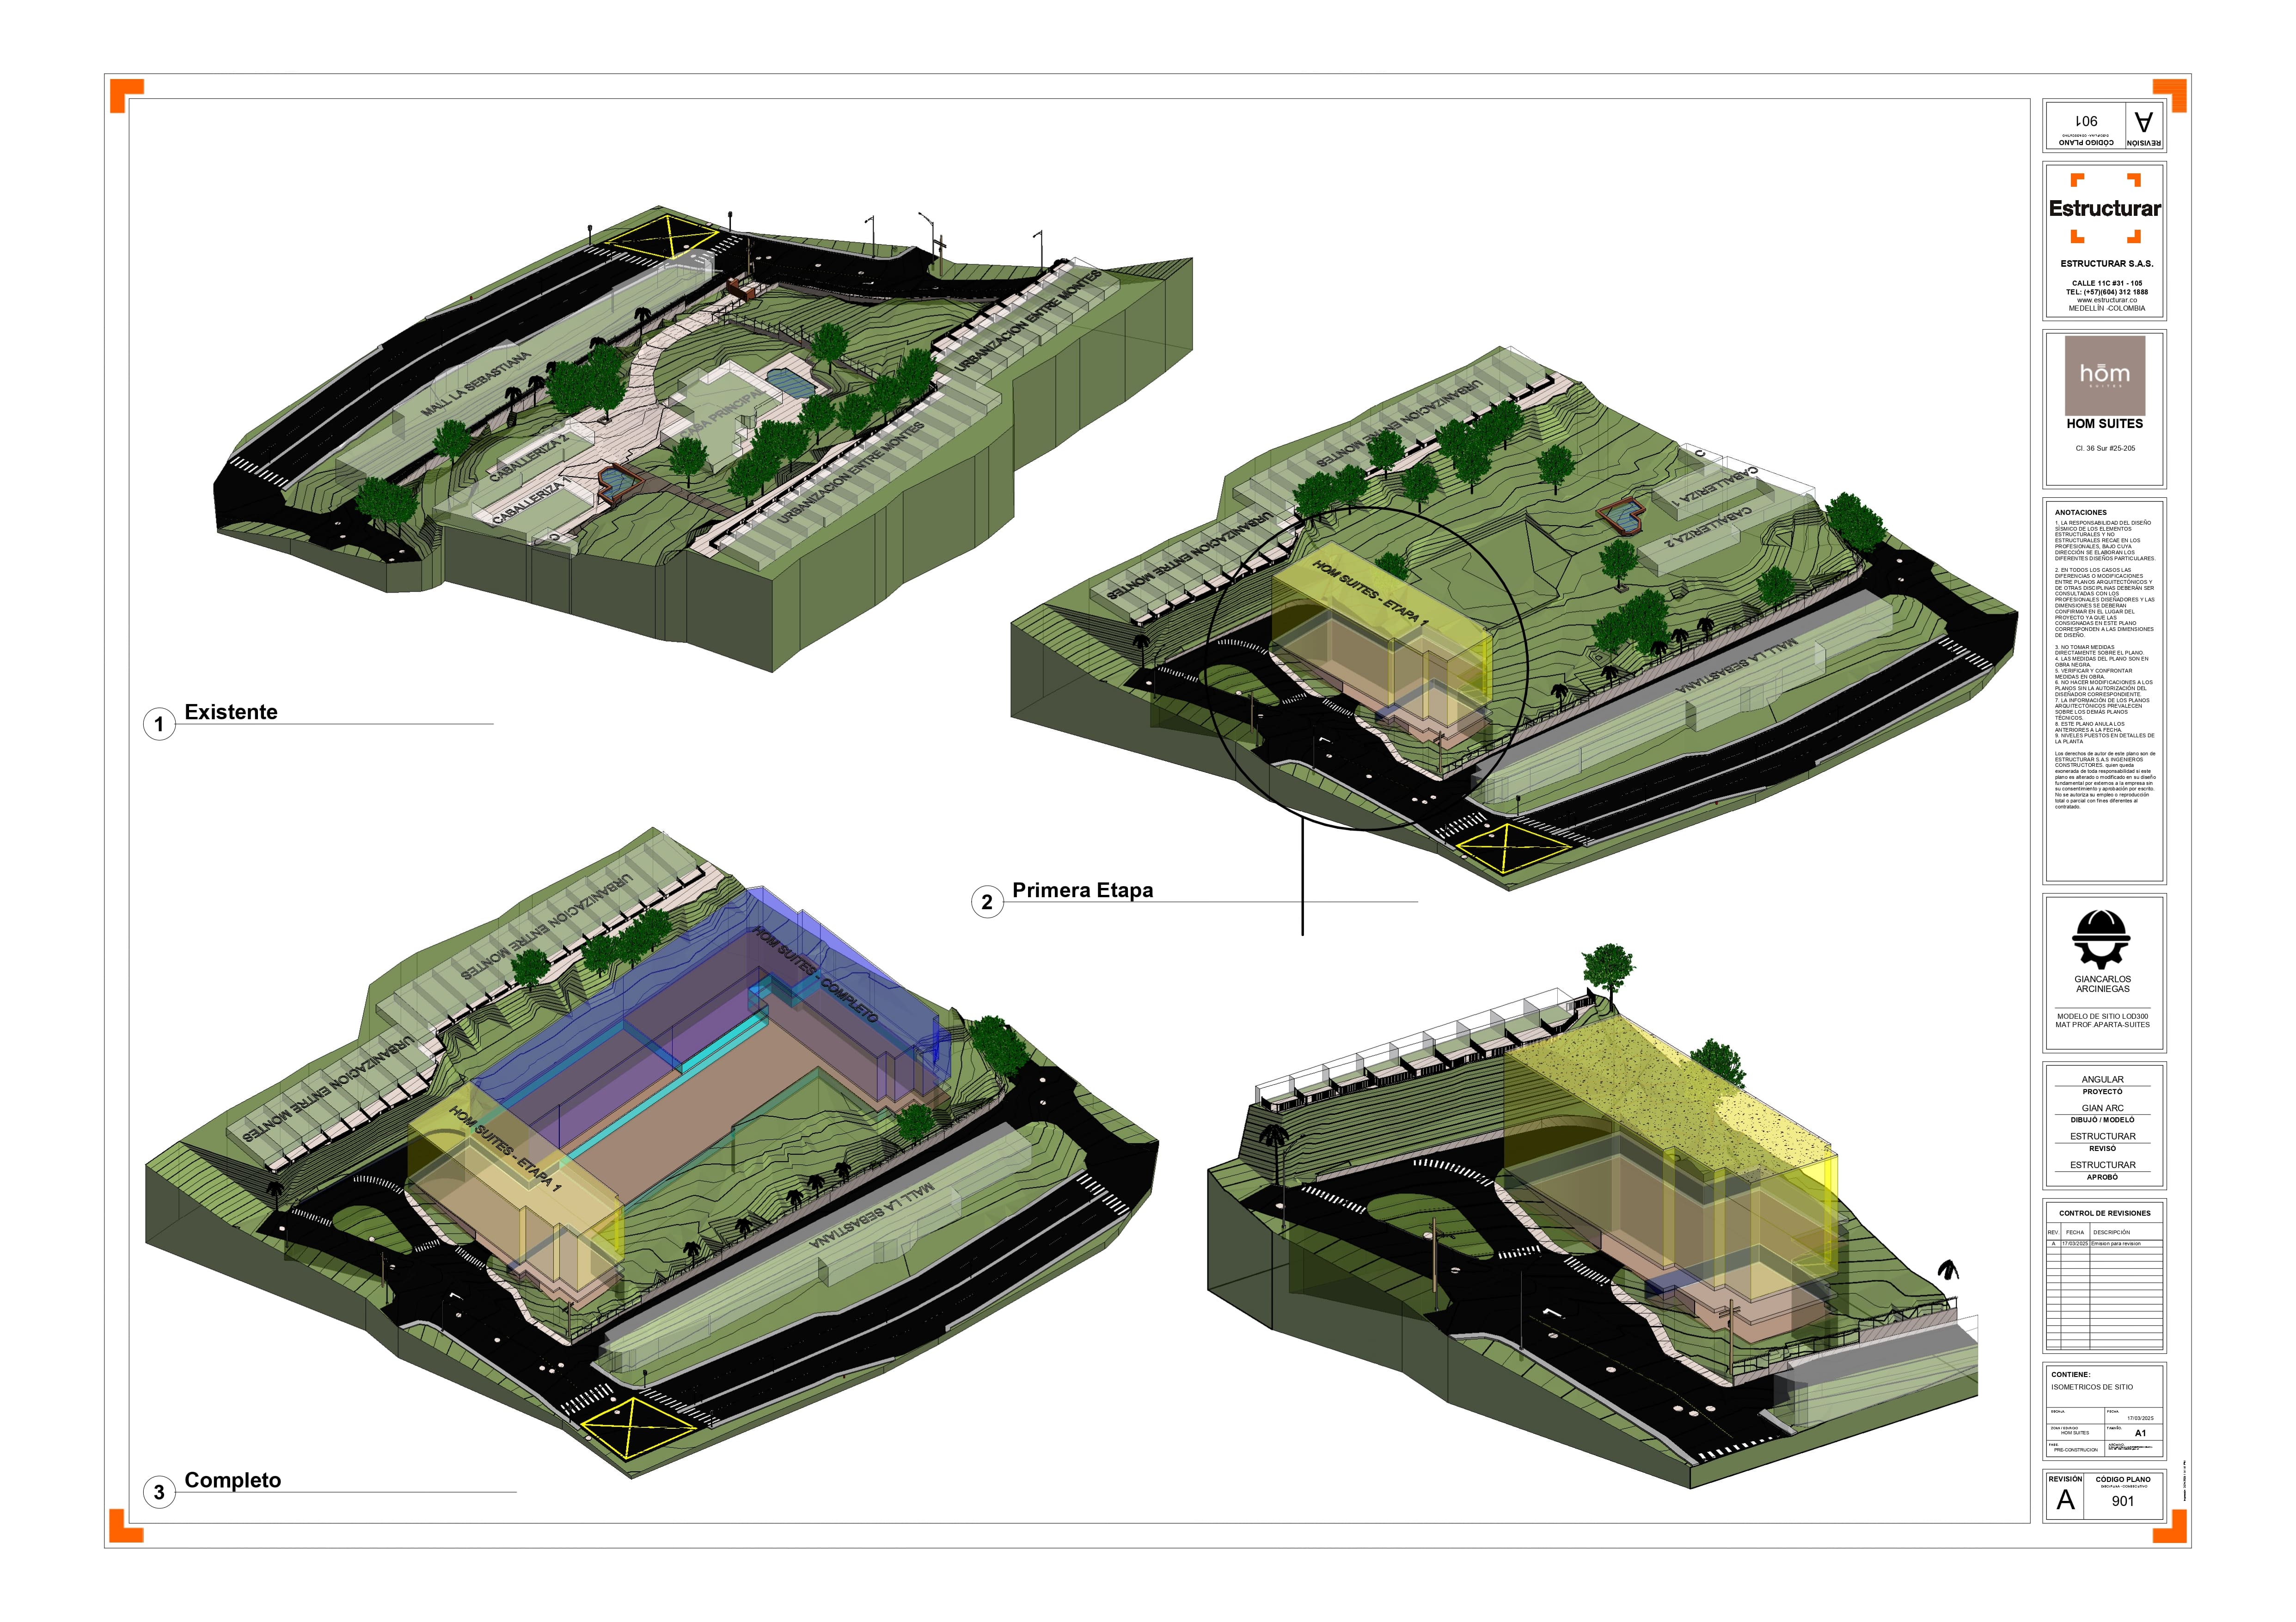 MALL LA SEBASTIANA
CABALLERIZA 2
CABALLERIZA 1
CASA PRINCIPAL
URBANIZACION ENTRE MONTES
URBANIZACION ENTRE MONTES
1
Existente
URBANIZACION ENTRE MONTES
URBANIZACION ENTRE MONTES
CABALLERIZA 1
CABALLERIZA 2
HOM SUITES - ETAPA 1
MALL LA SEBASTIANA
2
Primera Etapa
URBANIZACION ENTRE MONTES
URBANIZACION ENTRE MONTES
HOM SUITES - COMPLETO
HOM SUITES - ETAPA 1
MALL LA SEBASTIANA
3
Completo
901
CÓDIGO PLANO
A
REVISIÓN
Estructurar
ESTRUCTURAR S.A.S.
CALLE 11C #31 - 105
TEL: (+57)(604) 312 1888
www.estructurar.co
MEDELLÍN -COLOMBIA
hōm
SUITES
HOM SUITES
Cl. 36 Sur #25-205
ANOTACIONES
1. LA RESPONSABILIDAD DEL DISEÑO
SÍSMICO DE LOS ELEMENTOS
ESTRUCTURALES Y NO
ESTRUCTURALES RECAE EN LOS
PROFESIONALES, BAJO CUYA
DIRECCIÓN SE ELABORAN LOS
DIFERENTES DISEÑOS PARTICULARES.
2. EN TODOS LOS CASOS LAS
DIFERENCIAS O MODIFICACIONES
ENTRE PLANOS ARQUITECTÓNICOS Y
DE OTRAS DISCIPLINAS DEBERÁN SER
CONSULTADAS CON LOS
PROFESIONALES DISEÑADORES Y LAS
DIMENSIONES SE DEBERAN
CONFIRMAR EN EL LUGAR DEL
PROYECTO YA QUE LAS
CONSIGNADAS EN ESTE PLANO
CORRESPONDEN A LAS DIMENSIONES
DE DISEÑO.
3. NO TOMAR MEDIDAS
DIRECTAMENTE SOBRE EL PLANO.
4. LAS MEDIDAS DEL PLANO SON EN
OBRA NEGRA.
5. VERIFICAR Y CONFRONTAR
MEDIDAS EN OBRA.
6. NO HACER MODIFICACIONES A LOS
PLANOS SIN LA AUTORIZACIÓN DEL
DISEÑADOR CORRESPONDIENTE.
7. LA INFORMACIÓN DE LOS PLANOS
ARQUITECTÓNICOS PREVALECEN
SOBRE LOS DEMÁS PLANOS
TÉCNICOS.
8. ESTE PLANO ANULA LOS
ANTERIORES A LA FECHA.
9. NIVELES PUESTOS EN DETALLES DE
LA PLANTA
Los derechos de autor de este plano son de
ESTRUCTURAR S.A.S INGENIEROS
CONSTRUCTORES. quien queda
exonerada de toda responsabilidad si este
plano es alterado o modificado en su diseño
fundamental por externos a la empresa sin
su consentimiento y aprobación por escrito.
No se autoriza su empleo o reproducción
total o parcial con fines diferentes al
contratado.
GIANCARLOS
ARCINIEGAS
MODELO DE SITIO LOD300
MAT PROF.APARTA-SUITES
ANGULAR
PROYECTÓ
GIAN ARC
DIBUJÓ / MODELÓ
ESTRUCTURAR
REVISÓ
ESTRUCTURAR
APROBÓ
CONTROL DE REVISIONES
REV. FECHA DESCRIPCIÓN
A 17/03/2025 Emision para revision
CONTIENE:
ISOMETRICOS DE SITIO
ESCALA: FECHA:
17/03/2025
HOM SUITES
TAMAÑO:
A1
FASE:
PRE-CONSTRUCION
ARCHIVO:
REVISIÓN
A
CÓDIGO PLANO
DISCIPLINA - CONSECUTIVO
901